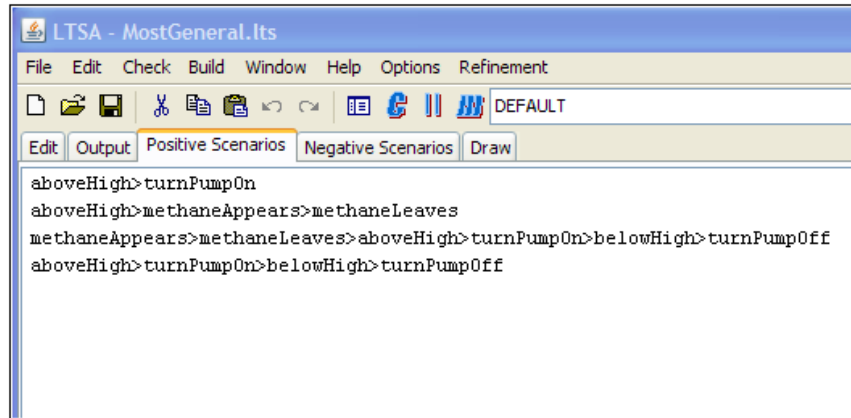 LTSA - MostGeneral.lts
File Edit Check Build Window Help Options Refinement
DEFAULT
Edit Output Positive Scenarios Negative Scenarios Draw
aboveHigh>turnPumpOn
aboveHigh>methaneAppears>methaneLeaves
methaneAppears>methaneLeaves>aboveHigh>turnPumpOn>belowHigh>turnPumpOff
aboveHigh>turnPumpOn>belowHigh>turnPumpOff